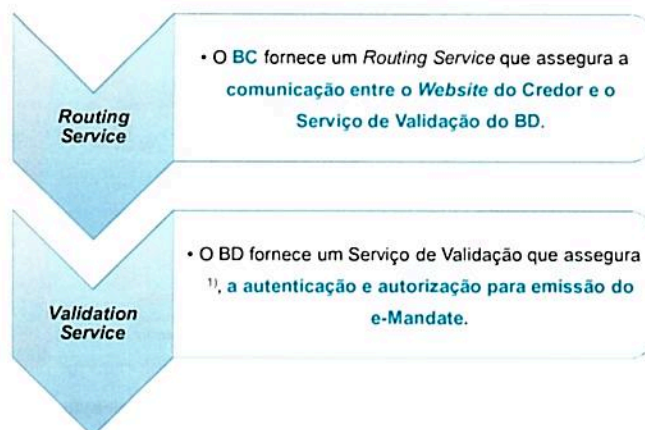 Routing
Service
• O BC fornece um Routing Service que assegura a
comunicação entre o Website do Credor e o
Serviço de Validação do BD.
Validation
Service
• O BD fornece um Serviço de Validação que assegura
1), a autenticação e autorização para emissão do
e-Mandate.